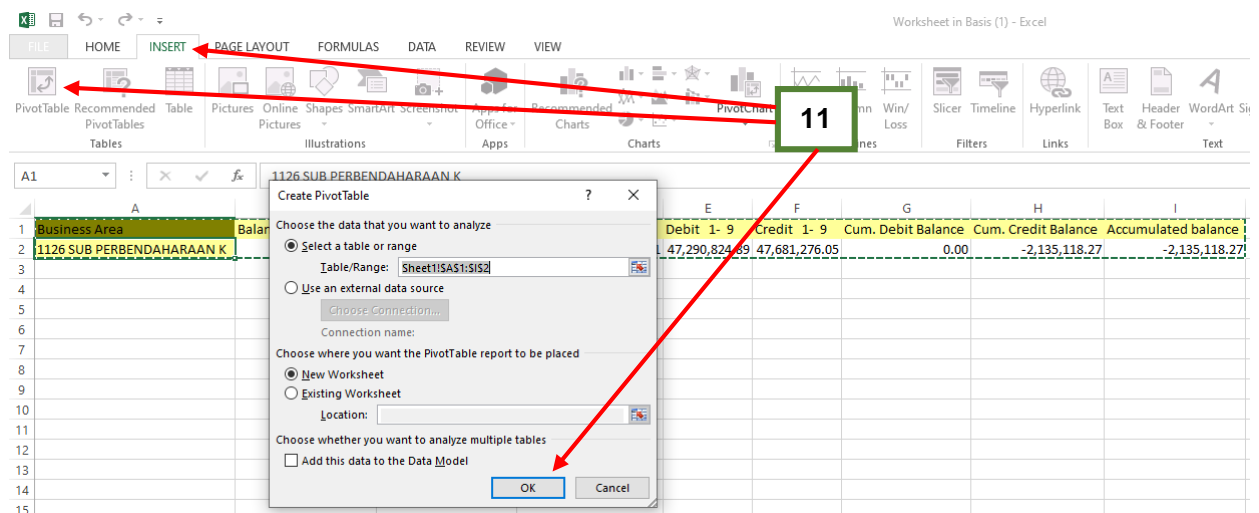 Worksheet in Basis (1) - Excel
FILE HOME INSERT PAGE LAYOUT FORMULAS DATA REVIEW VIEW
PivotTable Recommended PivotTables Table Pictures Online Pictures Shapes SmartArt Screenshot Apps for Office Recommended Charts PivotChart Win/ Loss Slicer Timeline Hyperlink Text Box Header & Footer WordArt
11
Tables Illustrations Apps Charts Filters Links Text
A1 fx 1126 SUB PERBENDAHARAAN K
A E F G H I
1 Business Area Debit 1- 9 Credit 1- 9 Cum. Debit Balance Cum. Credit Balance Accumulated balance
2 1126 SUB PERBENDAHARAAN K 47,681,276.05 0.00 -2,135,118.27 -2,135,118.27
3
4
5
6
7
8
9
10
11
12
13
14
15
Create PivotTable ? X
Choose the data that you want to analyze
Select a table or range
Table/Range: Sheet1!$A$1:$I$2
Use an external data source
Choose Connection...
Connection name:
Choose where you want the PivotTable report to be placed
New Worksheet
Existing Worksheet
Location:
Choose whether you want to analyze multiple tables
Add this data to the Data Model
OK Cancel